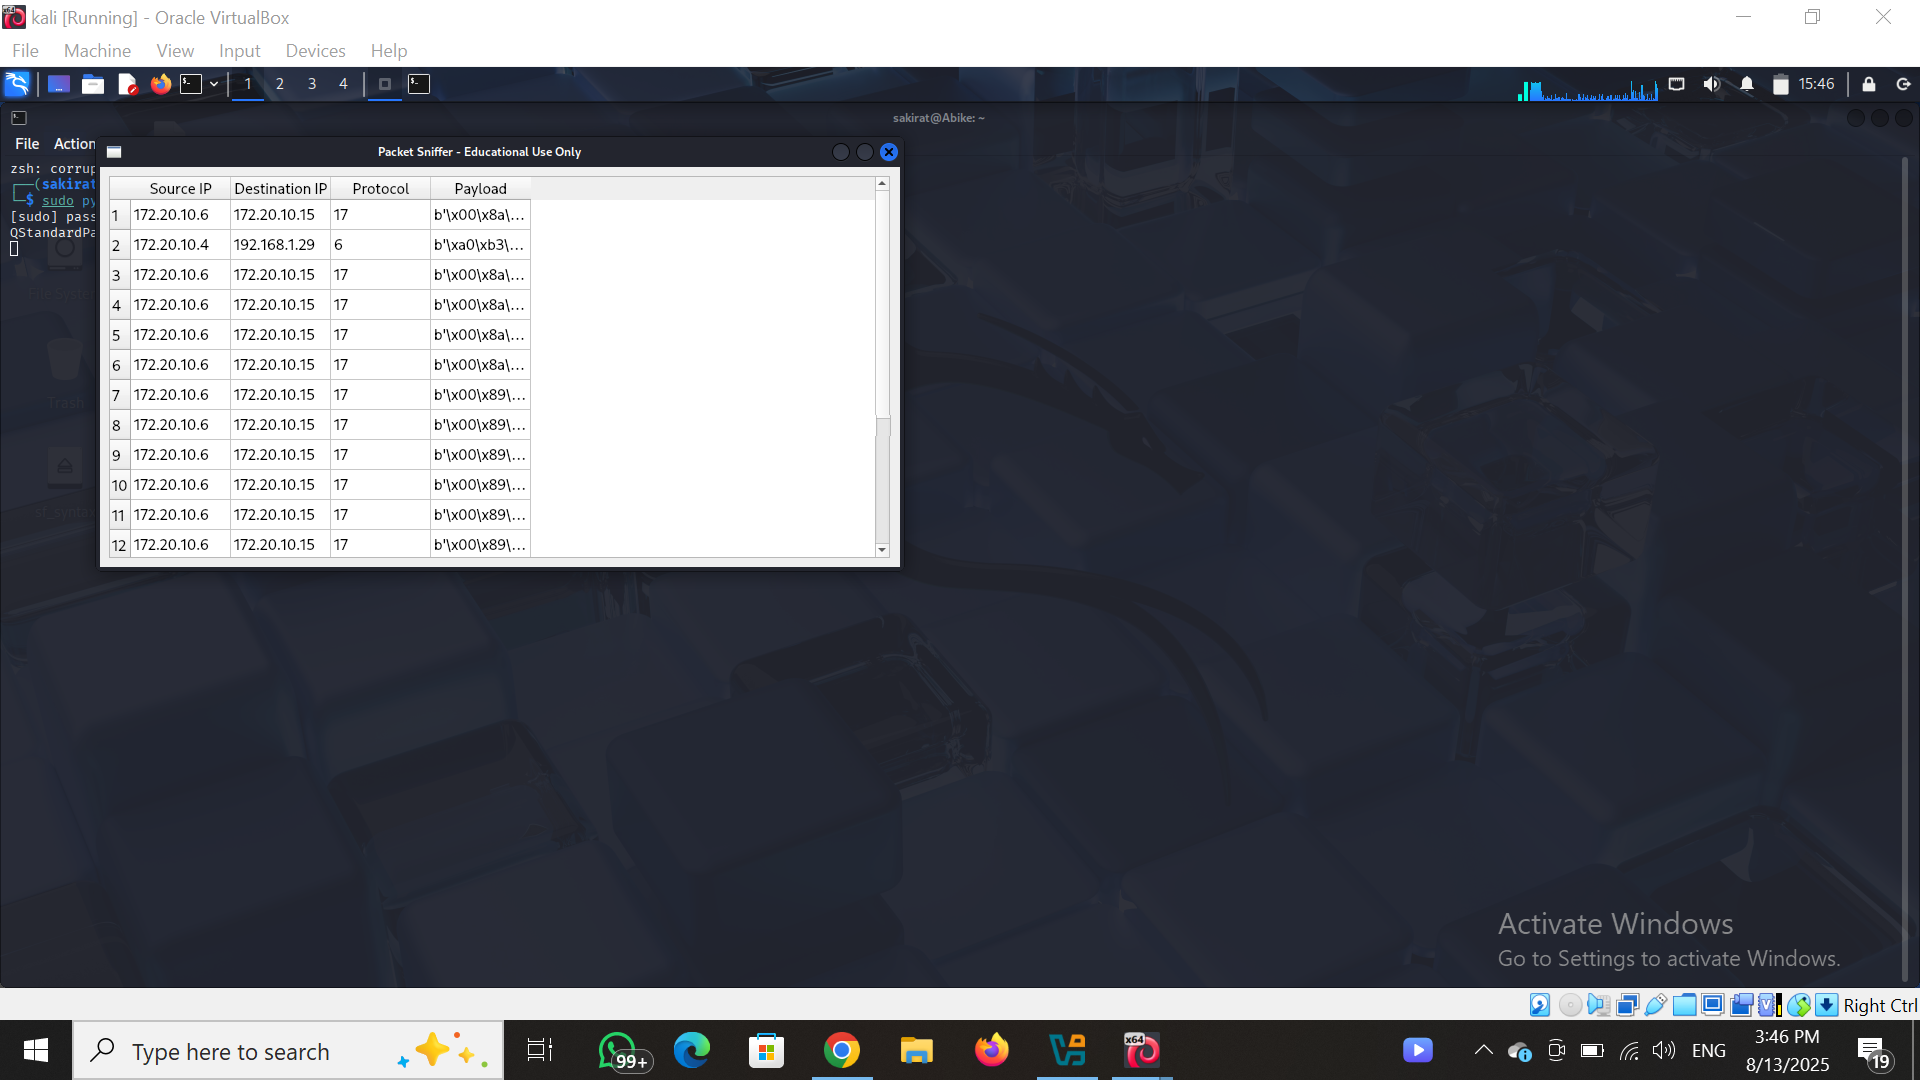 kali [Running] - Oracle VirtualBox
File Machine View Input Devices Help
1 2 3 4
15:46
sakirat@Abike: ~
File Action
Packet Sniffer - Educational Use Only
zsh: corrup
(sakirat
$ sudo py
[sudo] pass
QStandardPa
Source IP Destination IP Protocol Payload
1 172.20.10.6 172.20.10.15 17 b'\x00\x8a\...
2 172.20.10.4 192.168.1.29 6 b'\xa0\xb3\...
3 172.20.10.6 172.20.10.15 17 b'\x00\x8a\...
4 172.20.10.6 172.20.10.15 17 b'\x00\x8a\...
5 172.20.10.6 172.20.10.15 17 b'\x00\x8a\...
6 172.20.10.6 172.20.10.15 17 b'\x00\x8a\...
7 172.20.10.6 172.20.10.15 17 b'\x00\x89\...
8 172.20.10.6 172.20.10.15 17 b'\x00\x89\...
9 172.20.10.6 172.20.10.15 17 b'\x00\x89\...
10 172.20.10.6 172.20.10.15 17 b'\x00\x89\...
11 172.20.10.6 172.20.10.15 17 b'\x00\x89\...
12 172.20.10.6 172.20.10.15 17 b'\x00\x89\...
File Syste
Trash
Activate Windows
Go to Settings to activate Windows.
Right Ctrl
Type here to search
99+
x64
ENG
3:46 PM
8/13/2025
19